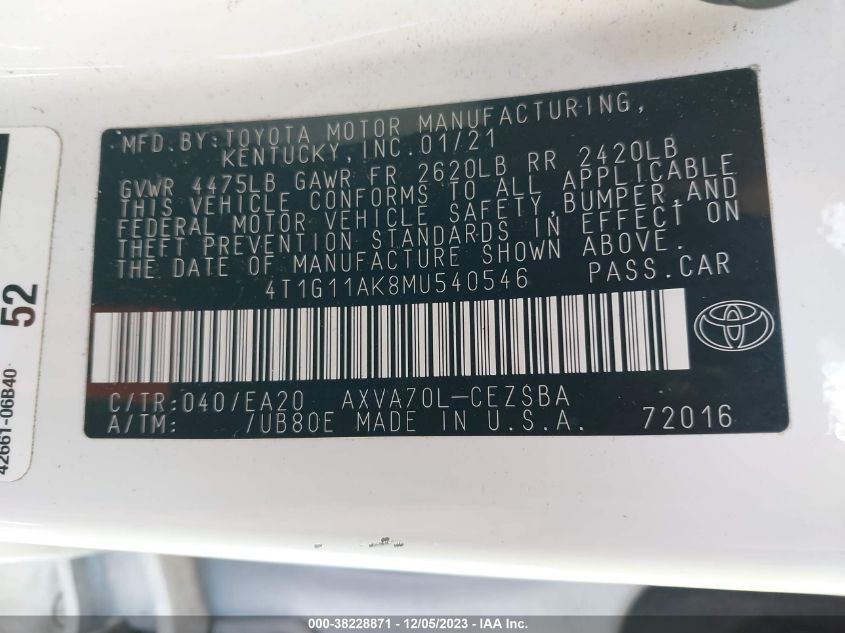 MFD.BY:TOYOTA MOTOR MANUFACTURING,
KENTUCKY,INC.01/21
GVWR 4475LB GAWR FR 2620LB RR 2420LB
THIS VEHICLE CONFORMS TO ALL APPLICABLE
FEDERAL MOTOR VEHICLE SAFETY,BUMPER,AND
THEFT PREVENTION STANDARDS IN EFFECT ON
THE DATE OF MANUFACTURE SHOWN ABOVE.
4T1G11AK8MU540546 PASS.CAR
C/TR:040/EA20 AXVA70L-CEZSBA
A/TM: /UB80E MADE IN U.S.A. 72016
52
42661-06B40
000-38228871 - 12/05/2023 - IAA Inc.